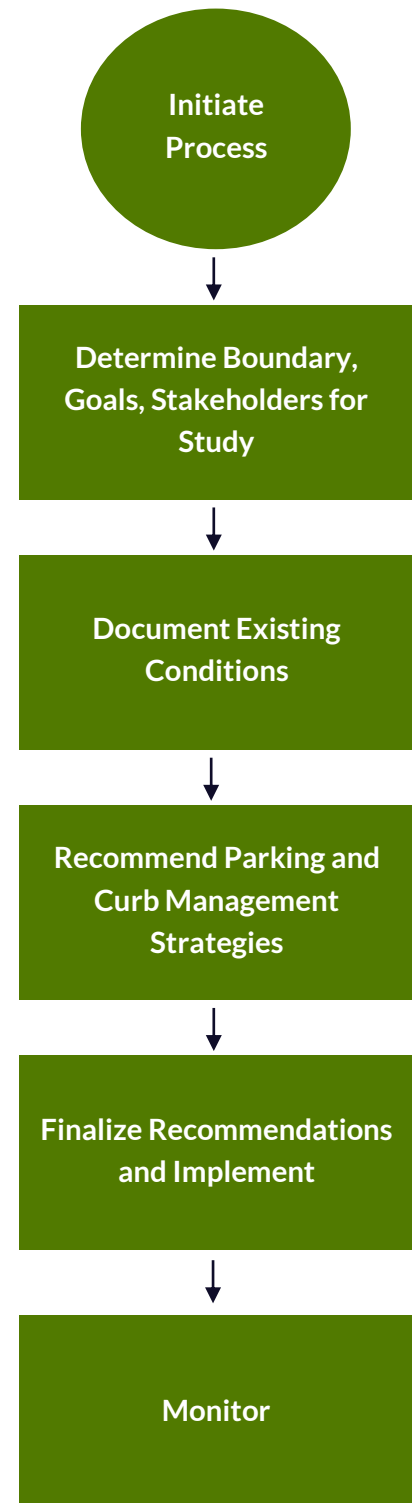 Initiate
Process
Determine Boundary,
Goals, Stakeholders for
Study
Document Existing
Conditions
Recommend Parking and
Curb Management
Strategies
Finalize Recommendations
and Implement
Monitor